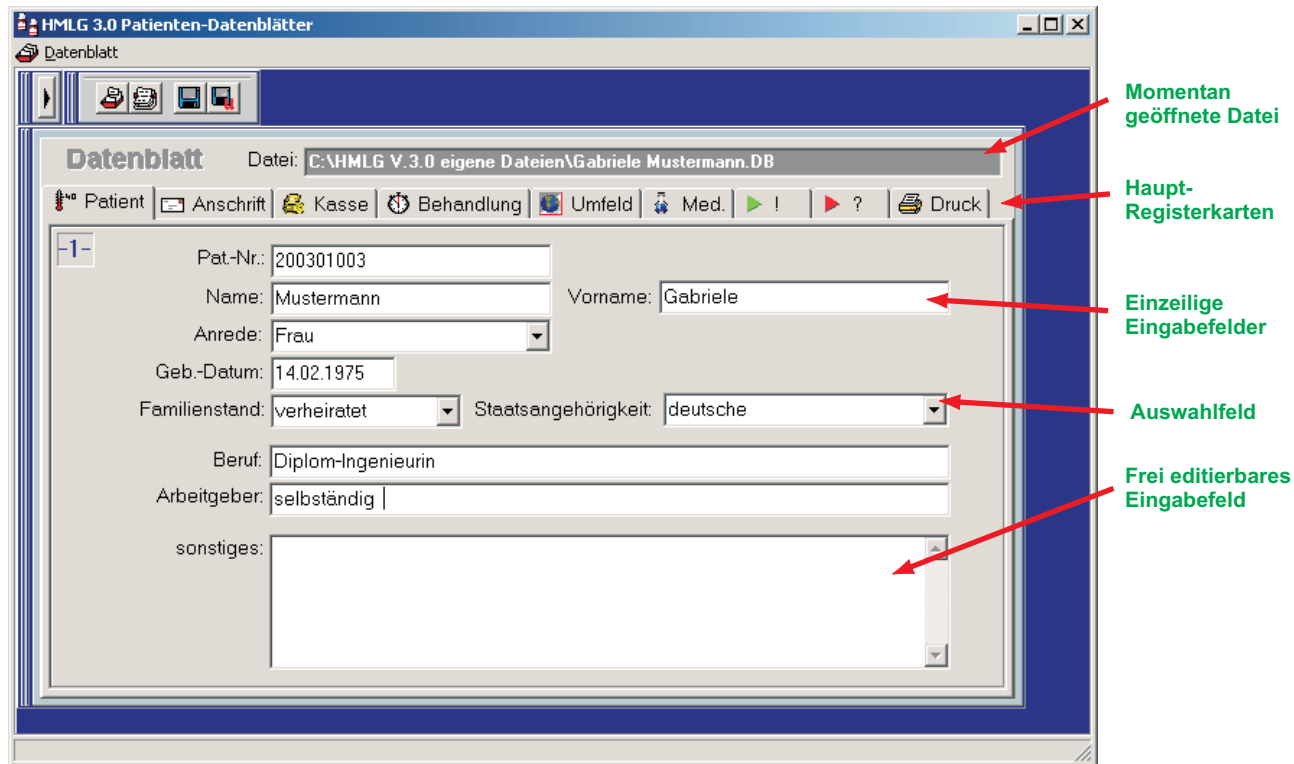 HMLG 3.0 Patienten-Datenblätter
Datenblatt
Momentan
geöffnete Datei
Datenblatt Datei: C:\HMLG V.3.0 eigene Dateien\Gabriele Mustermann.DB
Patient Anschrift Kasse Behandlung Umfeld Med. ! ? Druck
Haupt-
Registerkarten
-1-
Pat.-Nr.: 200301003
Name: Mustermann Vorname: Gabriele
Einzeilige
Eingabefelder
Anrede: Frau
Geb.-Datum: 14.02.1975
Familienstand: verheiratet Staatsangehörigkeit: deutsche
Auswahlfeld
Beruf: Diplom-Ingenieurin
Arbeitgeber: selbständig
Frei editierbares
Eingabefeld
sonstiges: